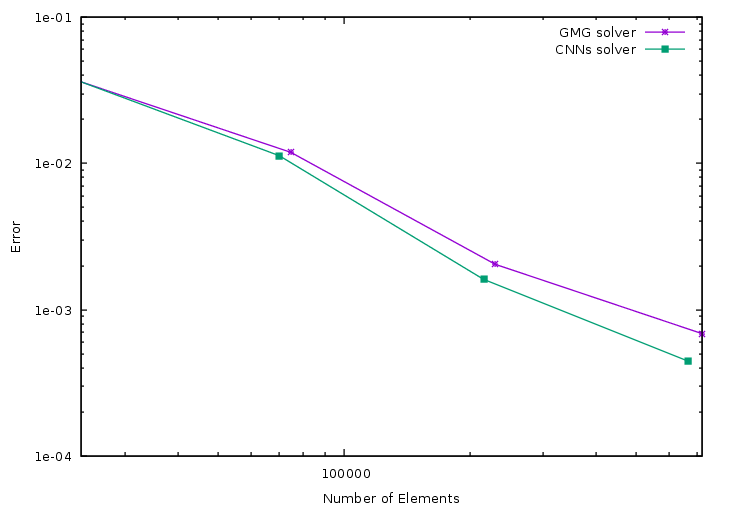 1e-01
GMG solver
CNNs solver
1e-02
Error
1e-03
1e-04
100000
Number of Elements